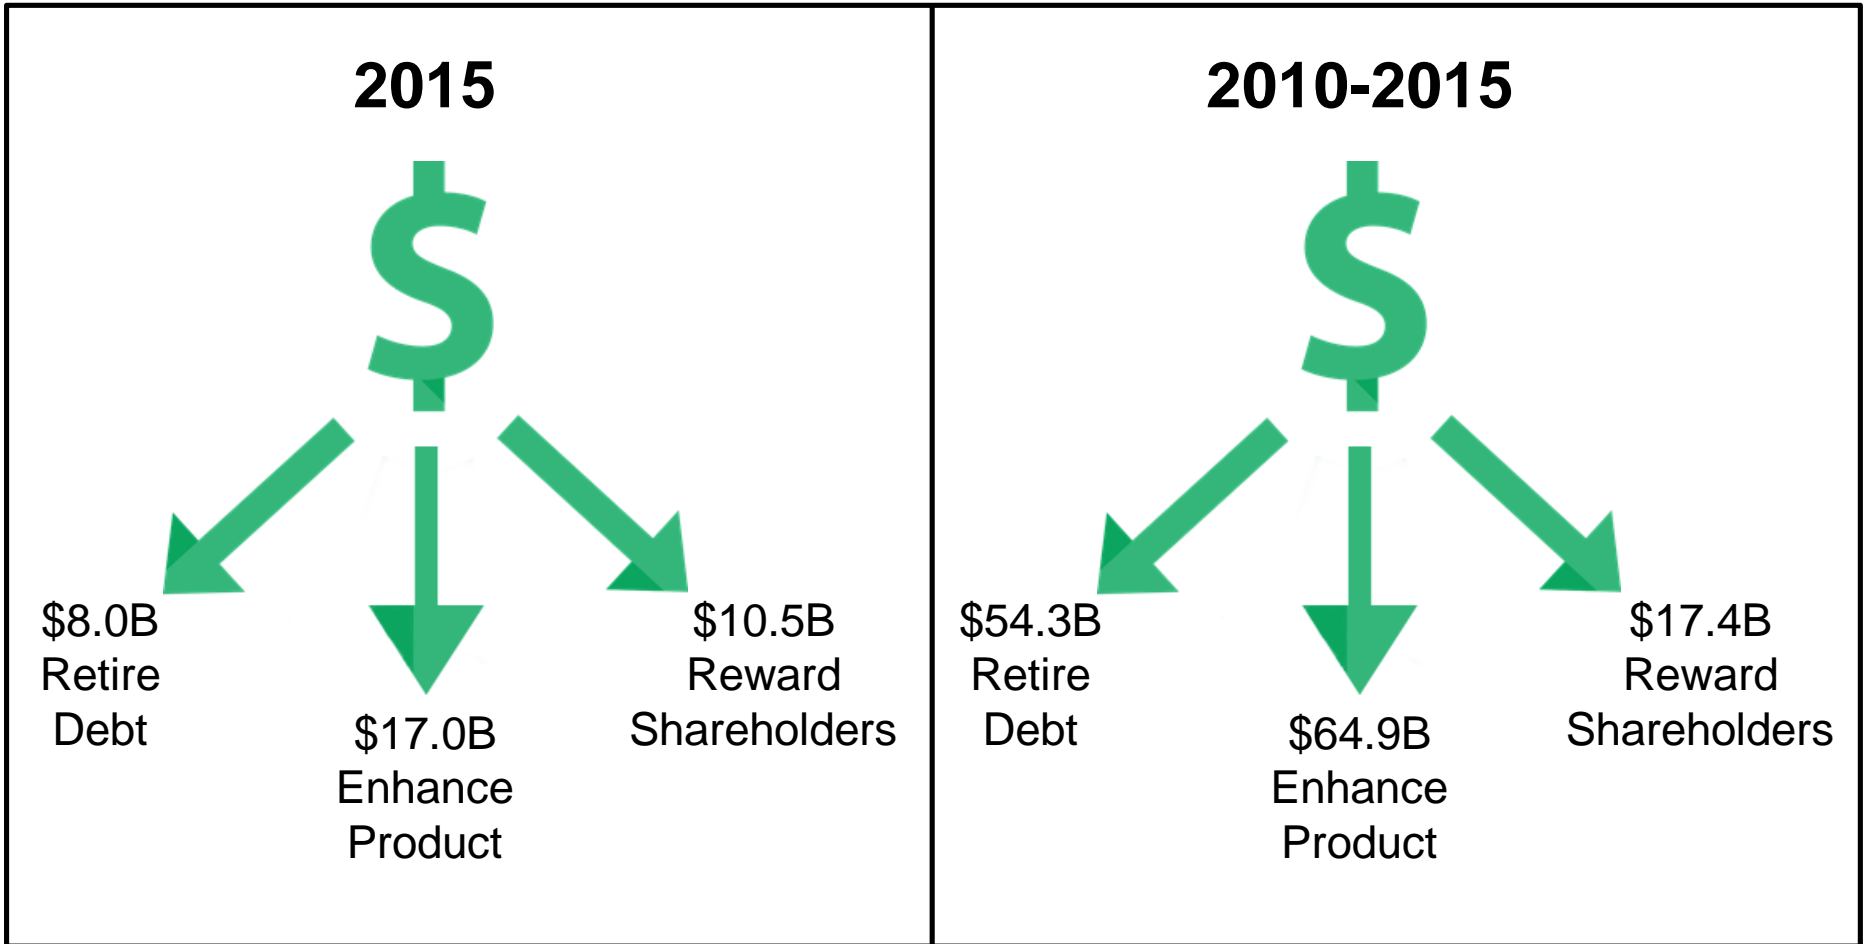 2015
$8.0B
Retire
Debt
$17.0B
Enhance
Product
$10.5B
Reward
Shareholders
2010-2015
$54.3B
Retire
Debt
$64.9B
Enhance
Product
$17.4B
Reward
Shareholders